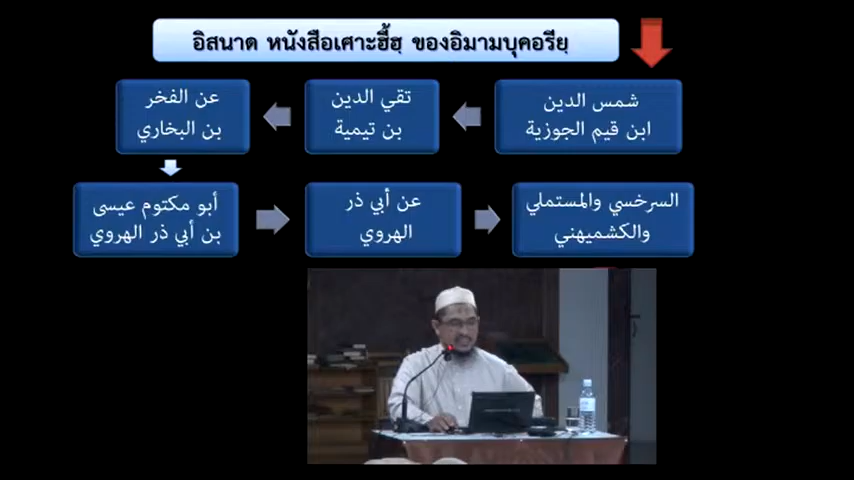 อิสนาด หนังสือเศาะฮี้ฮฺ ของอิมามบุคอรียฺ
شمس الدين
ابن قيم الجوزية
تقي الدين
بن تيمية
عن الفخر
بن البخاري
أبو مكتوم عيسى
بن أبي ذر الهروي
عن أبي ذر
الهروي
السرخسي والمستملي
والكشميهني